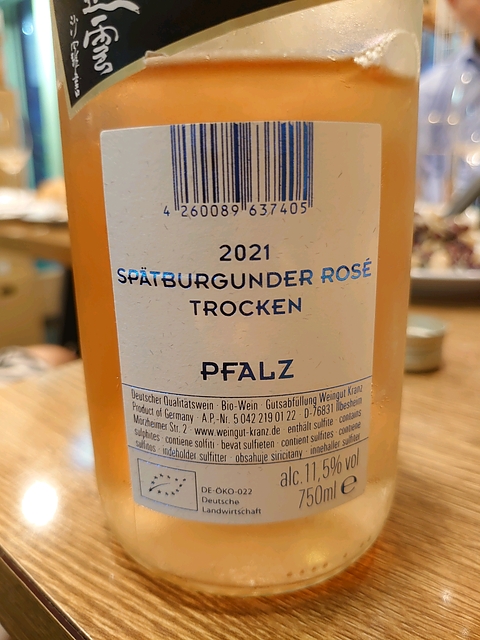 4 260089 637405
2021
SPÄTBURGUNDER ROSÉ
TROCKEN
PFALZ
Deutscher Qualitätswein · Bio-Wein · Gutsabfüllung Weingut Kranz
Product of Germany A.P.-Nr. 5 042 219 01 22 D-76831 Ilbesheim
Mörzheimer Str. 2 · www.weingut-kranz.de enthält sulfite · contains
sulphites · contiene solfiti · bevat sulfieten · contient sulfites · contiene
sulfitos · indeholder sulfitter · obsahuje siricitany · innehaller sulfiter
DE-ÖKO-022
Deutsche
Landwirtschaft
alc. 11,5% vol
750ml e